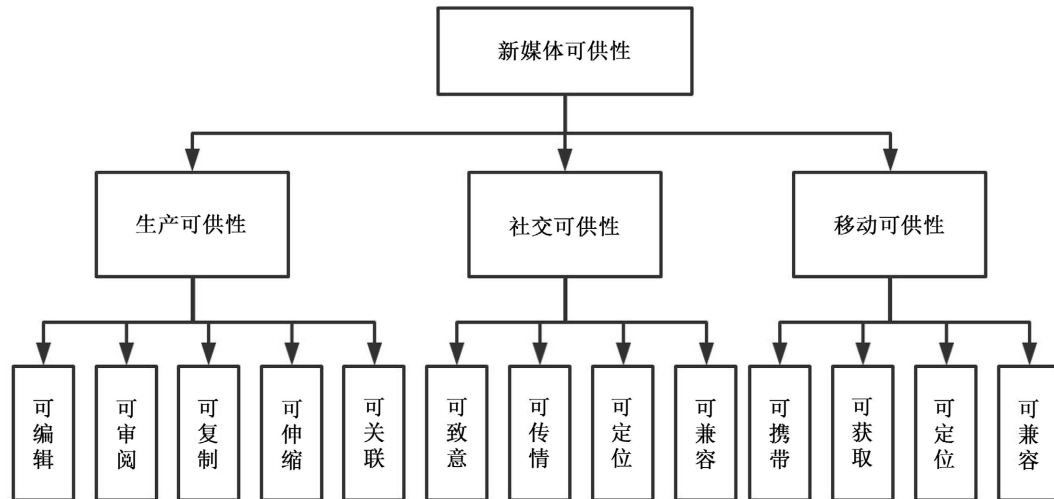 新媒体可供性
生产可供性
社交可供性
移动可供性
可编辑
可审阅
可复制
可伸缩
可关联
可致意
可传情
可定位
可兼容
可携带
可获取
可定位
可兼容